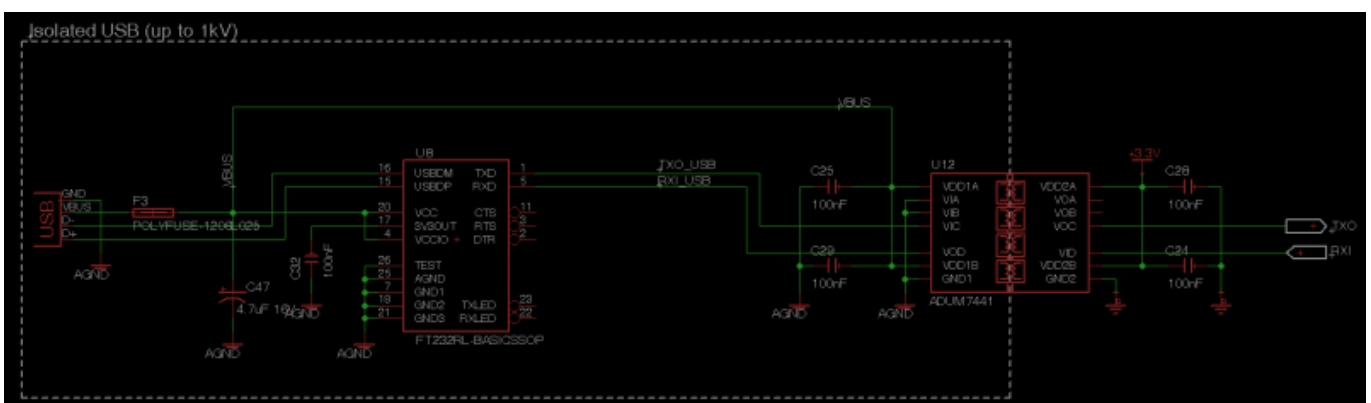 Isolated USB (up to 1kV)
VBUS
VBUS
U8
16 USBDM TXD 1
15 USBDP RXD 5
20 VCC CTS 11
17 3V3OUT RTS 3
4 VCCIO DTR 2
26 TEST
25 AGND
7 GND1
18 GND2 TXLED 23
21 GND3 RXLED 22
FT232RL-BASICSSOP
TXO_USB
RXI_USB
USB
GND
VBUS
D-
D+
AGND
F3
POLYFUSE-1206L025
C47
4.7uF
AGND
C32
100nF
AGND
AGND
C25
100nF
C29
100nF
AGND
AGND
U12
VDD1A VDD2A
VIA VOA
VIB VOB
VIC VOC
VOD VID
VDD1B VDD2B
GND1 GND2
ADUM7441
+3.3V
C28
100nF
C24
100nF
TXO
RXI